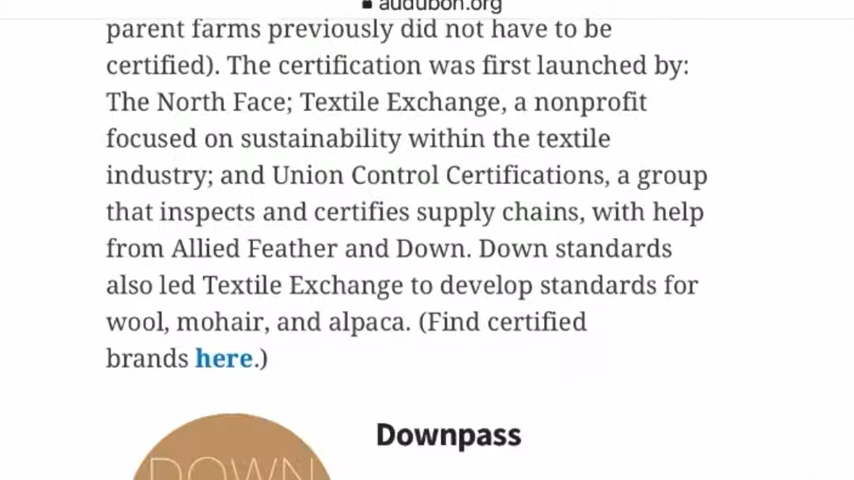 audubon.org
parent farms previously did not have to be
certified). The certification was first launched by:
The North Face; Textile Exchange, a nonprofit
focused on sustainability within the textile
industry; and Union Control Certifications, a group
that inspects and certifies supply chains, with help
from Allied Feather and Down. Down standards
also led Textile Exchange to develop standards for
wool, mohair, and alpaca. (Find certified
brands here.)
Downpass
DOWN